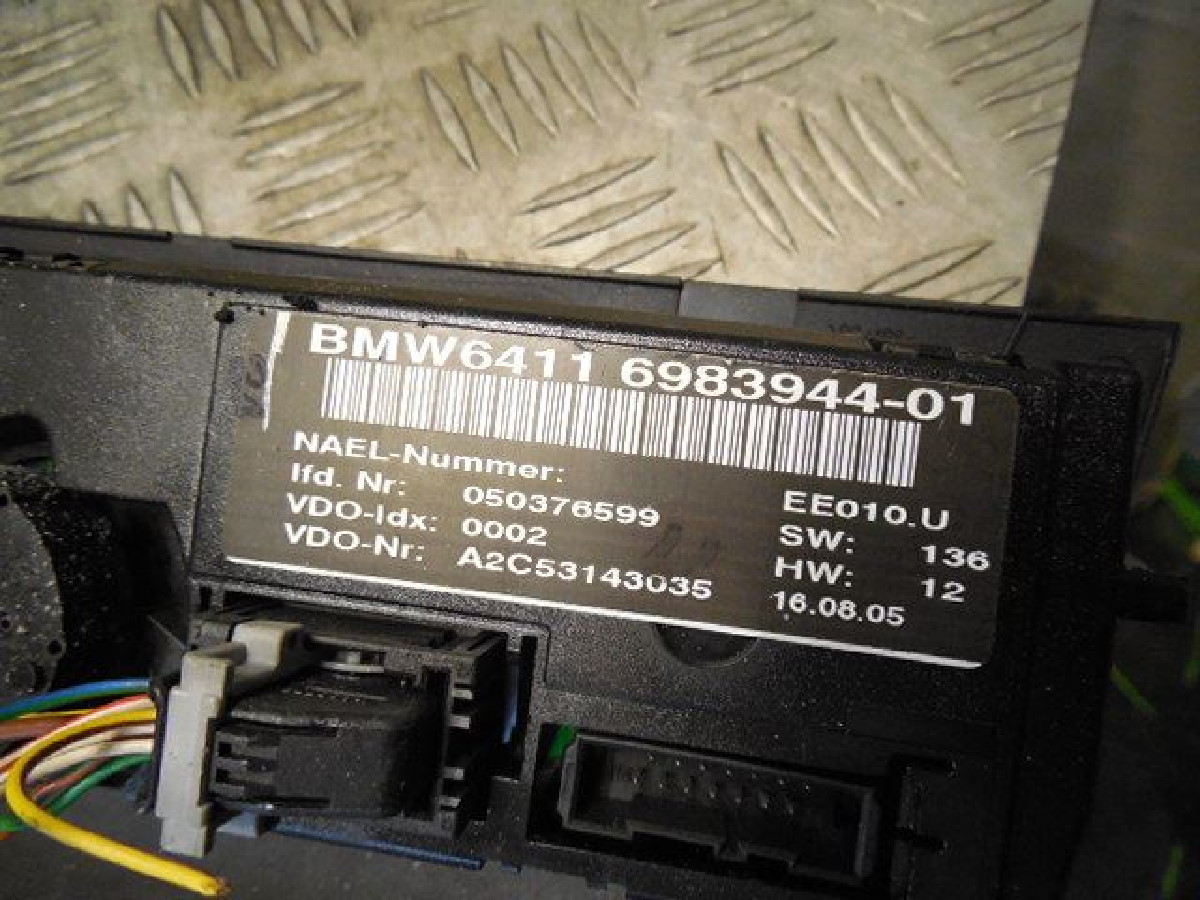 BMW6411 6983944-01
NAEL-Nummer:
lfd. Nr: 050376599 EE010.U
VDO-Idx: 0002 SW: 136
VDO-Nr: A2C53143035 HW: 12
16.08.05